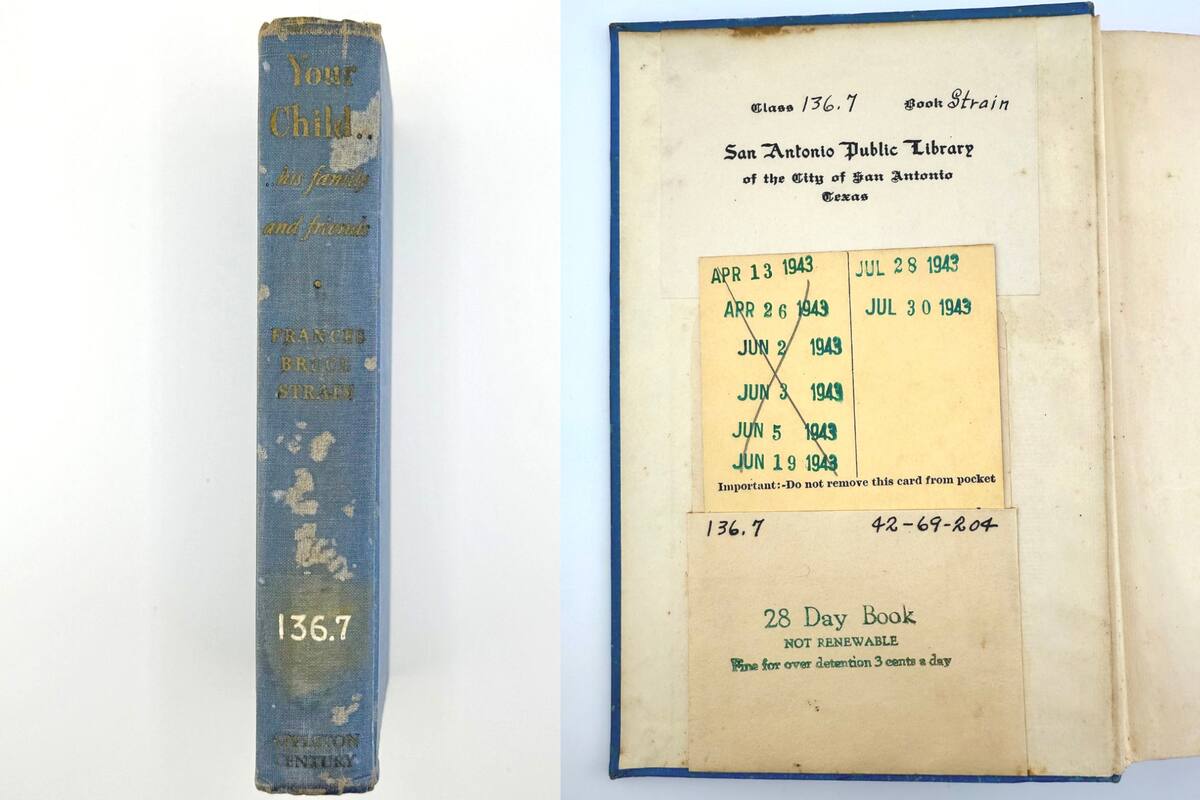 Your
Child..
..his family
and friends
FRANCES
BRUCE
STRAIN
136.7
APPLETON
CENTURY
Class 136.7 Book Strain
San Antonio Public Library
of the City of San Antonio
Texas
APR 13 1943
APR 26 1943
JUN 2 1943
JUN 3 1943
JUN 5 1943
JUN 19 1943
JUL 28 1943
JUL 30 1943
Important:-Do not remove this card from pocket
136.7 42-69-204
28 Day Book
NOT RENEWABLE
Fine for over detention 3 cents a day